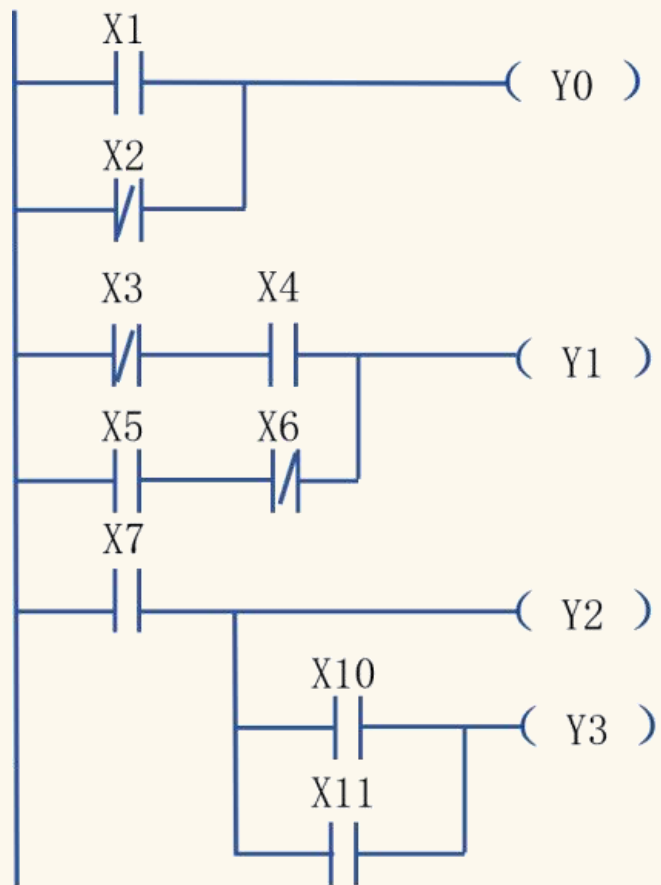 X1
( Y0 )
X2
X3 X4
( Y1 )
X5 X6
X7
( Y2 )
X10
( Y3 )
X11